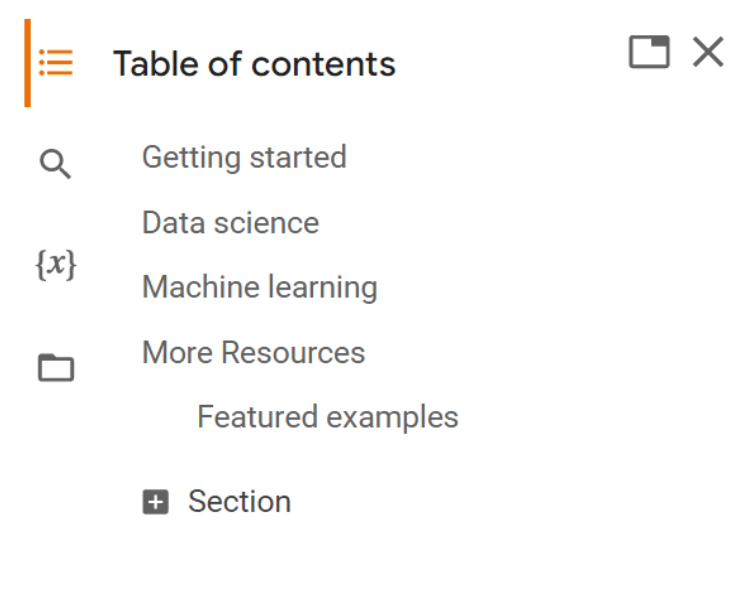 Table of contents
Getting started
Data science
{x}
Machine learning
More Resources
Featured examples
Section